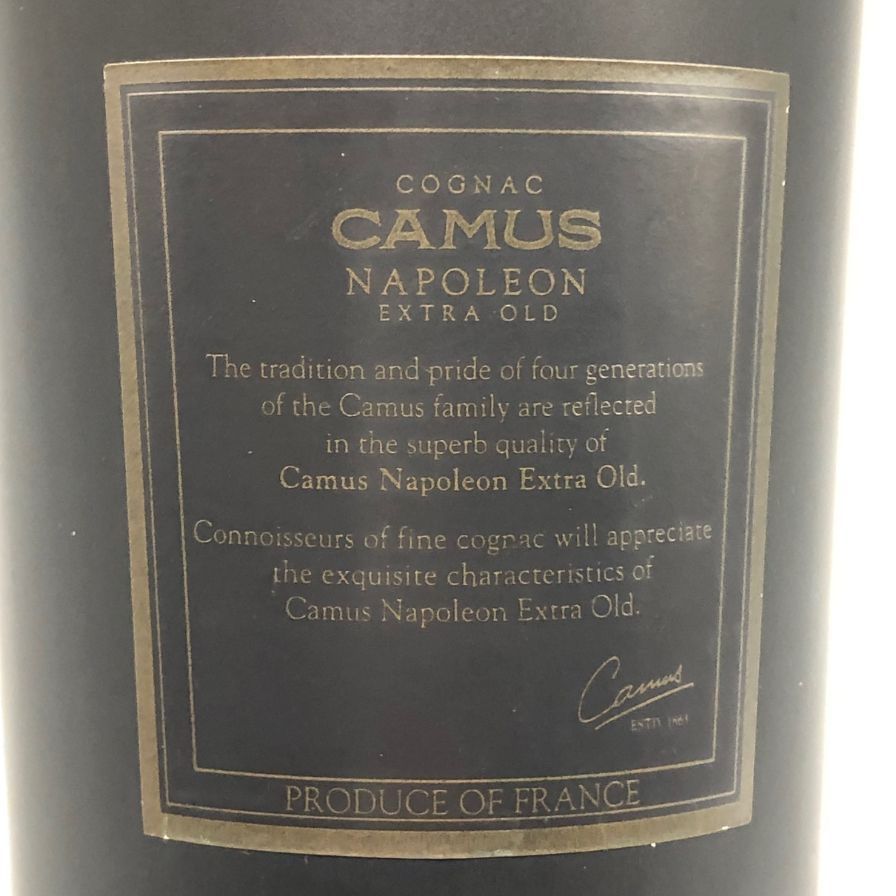 COGNAC
CAMUS
NAPOLEON
EXTRA OLD
The tradition and pride of four generations
of the Camus family are reflected
in the superb quality of
Camus Napoleon Extra Old.
Connoisseurs of fine cognac will appreciate
the exquisite characteristics of
Camus Napoleon Extra Old.
Camus
ESTD. 1863
PRODUCE OF FRANCE